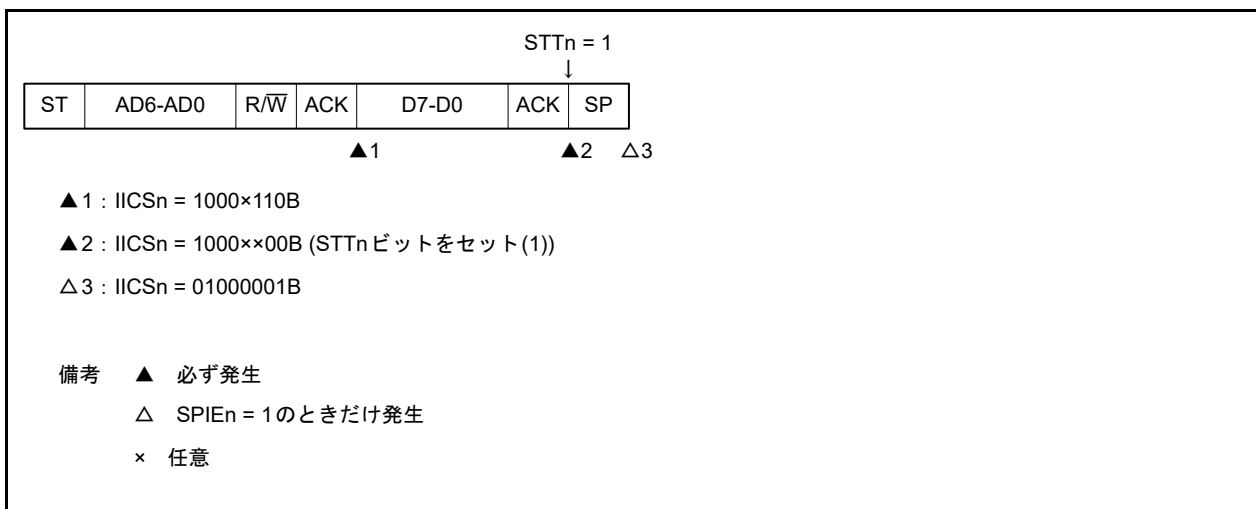 STTn = 1
↓
ST AD6-AD0 R/W̅ ACK D7-D0 ACK SP
▲1 ▲2 △3
▲1：IICSn = 1000×110B
▲2：IICSn = 1000××00B (STTnビットをセット(1))
△3：IICSn = 01000001B
備考 ▲ 必ず発生
△ SPIEn = 1のときだけ発生
× 任意